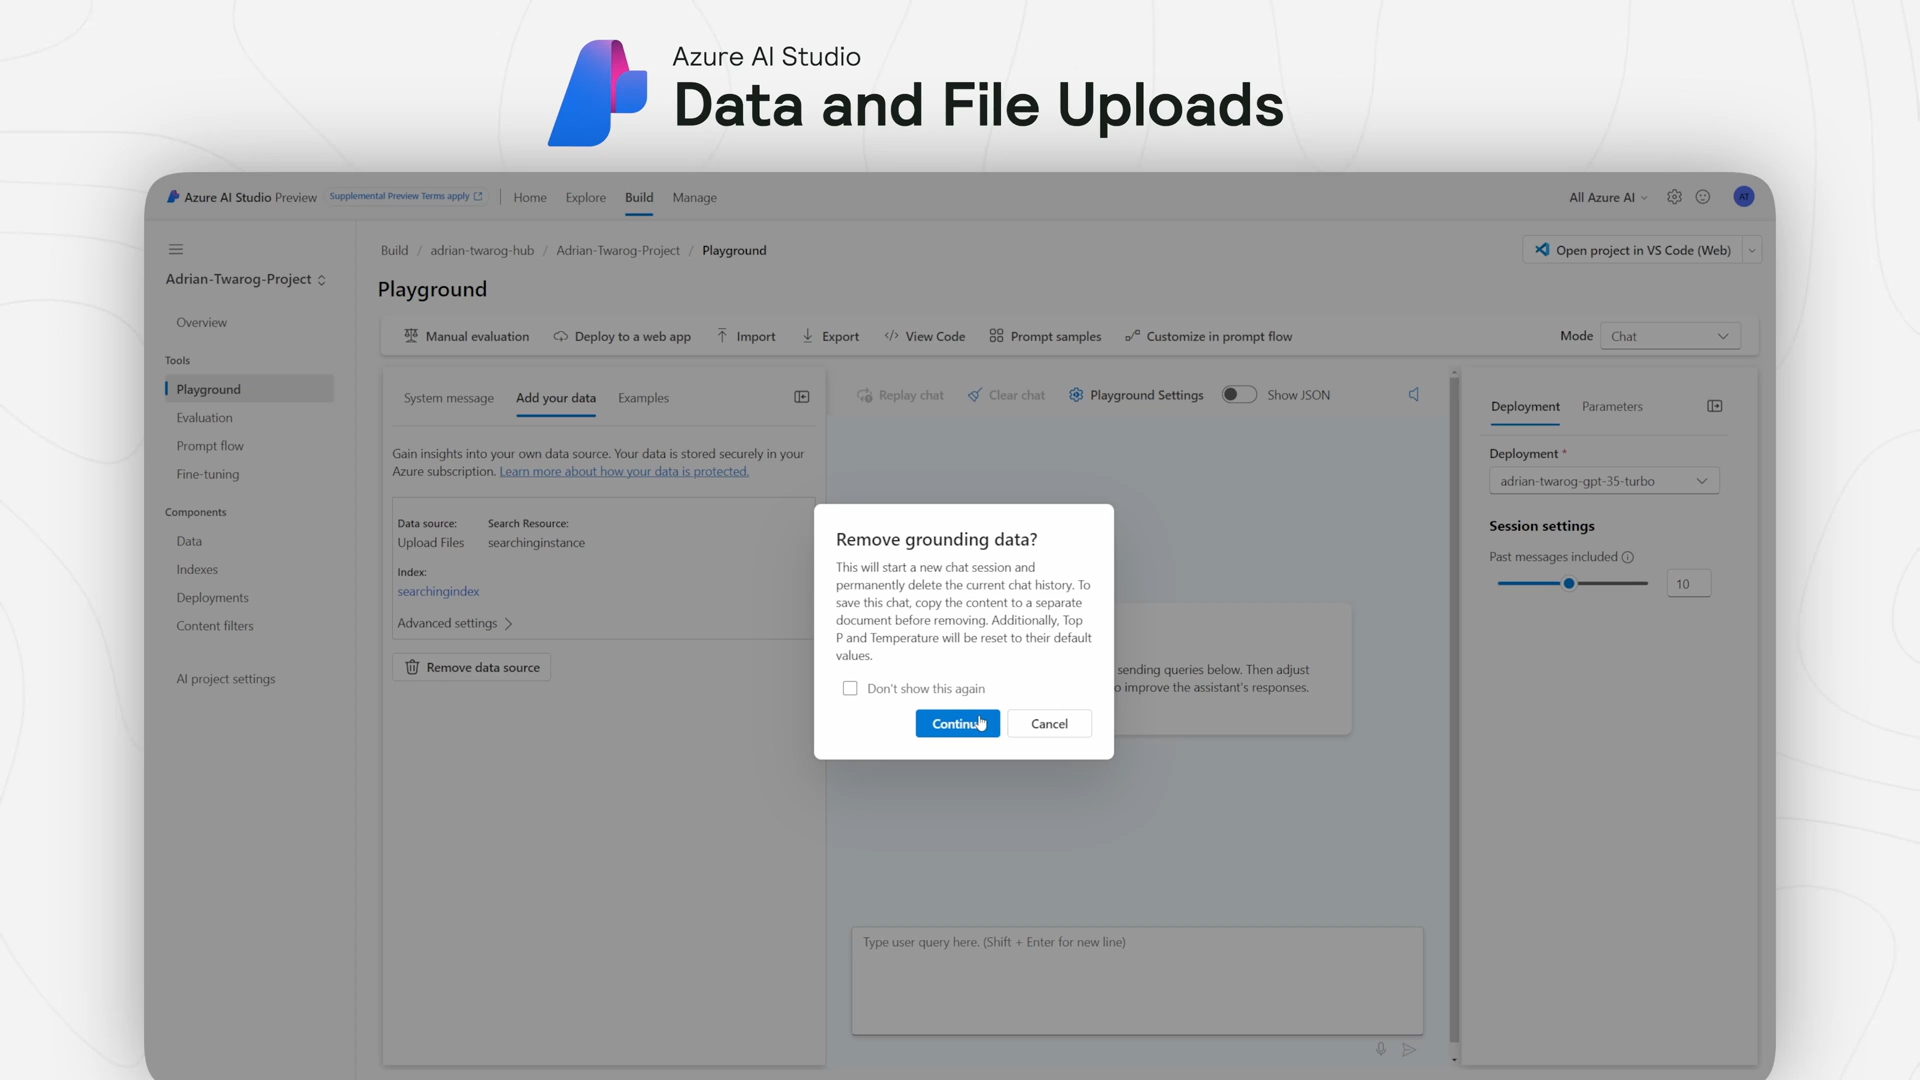 Azure AI Studio
Data and File Uploads
Azure AI Studio Preview
Supplemental Preview Terms apply
Home
Explore
Build
Manage
All Azure AI
AT
Adrian-Twarog-Project
Overview
Tools
Playground
Evaluation
Prompt flow
Fine-tuning
Components
Data
Indexes
Deployments
Content filters
AI project settings
Build / adrian-twarog-hub / Adrian-Twarog-Project / Playground
Open project in VS Code (Web)
Playground
Manual evaluation
Deploy to a web app
Import
Export
View Code
Prompt samples
Customize in prompt flow
Mode
Chat
System message
Add your data
Examples
Gain insights into your own data source. Your data is stored securely in your
Azure subscription. Learn more about how your data is protected.
Data source:
Search Resource:
Upload Files
searchinginstance
Index:
searchingindex
Advanced settings
Remove data source
Replay chat
Clear chat
Playground Settings
Show JSON
Remove grounding data?
This will start a new chat session and
permanently delete the current chat history. To
save this chat, copy the content to a separate
document before removing. Additionally, Top
P and Temperature will be reset to their default
values.
Don't show this again
Cancel
sending queries below. Then adjust
improve the assistant's responses.
Type user query here. (Shift + Enter for new line)
Deployment
Parameters
Deployment *
adrian-twarog-gpt-35-turbo
Session settings
Past messages included
10